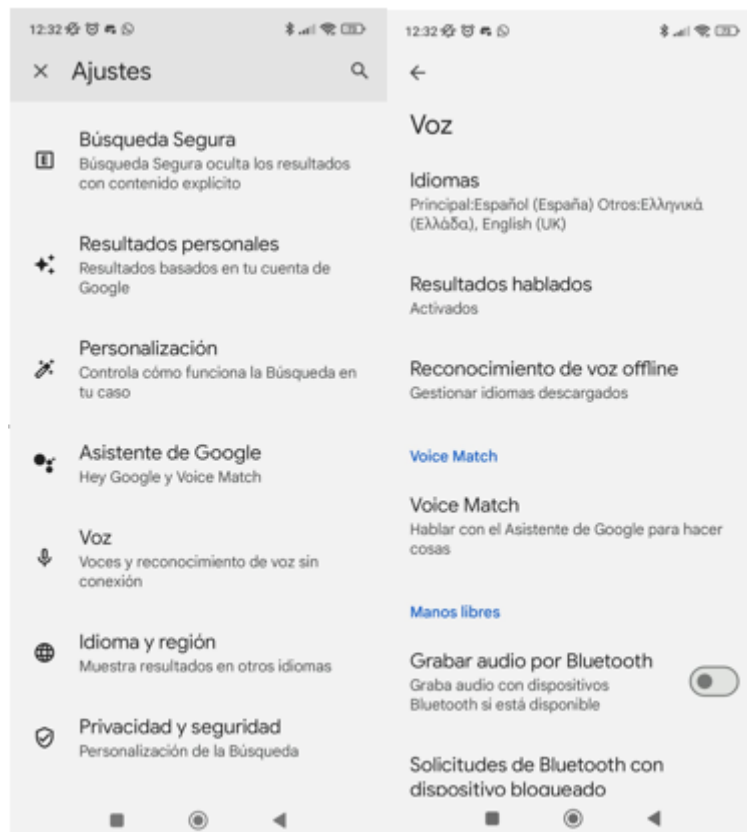 12:32
Ajustes
Búsqueda Segura
Búsqueda Segura oculta los resultados
con contenido explícito
Resultados personales
Resultados basados en tu cuenta de
Google
Personalización
Controla cómo funciona la Búsqueda en
tu caso
Asistente de Google
Hey Google y Voice Match
Voz
Voces y reconocimiento de voz sin
conexión
Idioma y región
Muestra resultados en otros idiomas
Privacidad y seguridad
Personalización de la Búsqueda
12:32
Voz
Idiomas
Principal:Español (España) Otros:Ελληνικά
(Ελλάδα), English (UK)
Resultados hablados
Activados
Reconocimiento de voz offline
Gestionar idiomas descargados
Voice Match
Voice Match
Hablar con el Asistente de Google para hacer
cosas
Manos libres
Grabar audio por Bluetooth
Graba audio con dispositivos
Bluetooth si está disponible
Solicitudes de Bluetooth con
dispositivo bloqueado